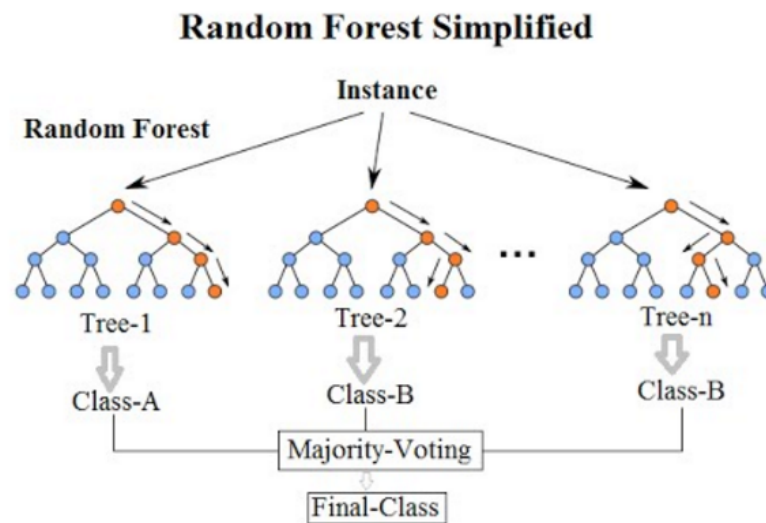 Random Forest Simplified
Instance
Random Forest
...
Tree-1 Tree-2 Tree-n
Class-A Class-B Class-B
Majority-Voting
Final-Class